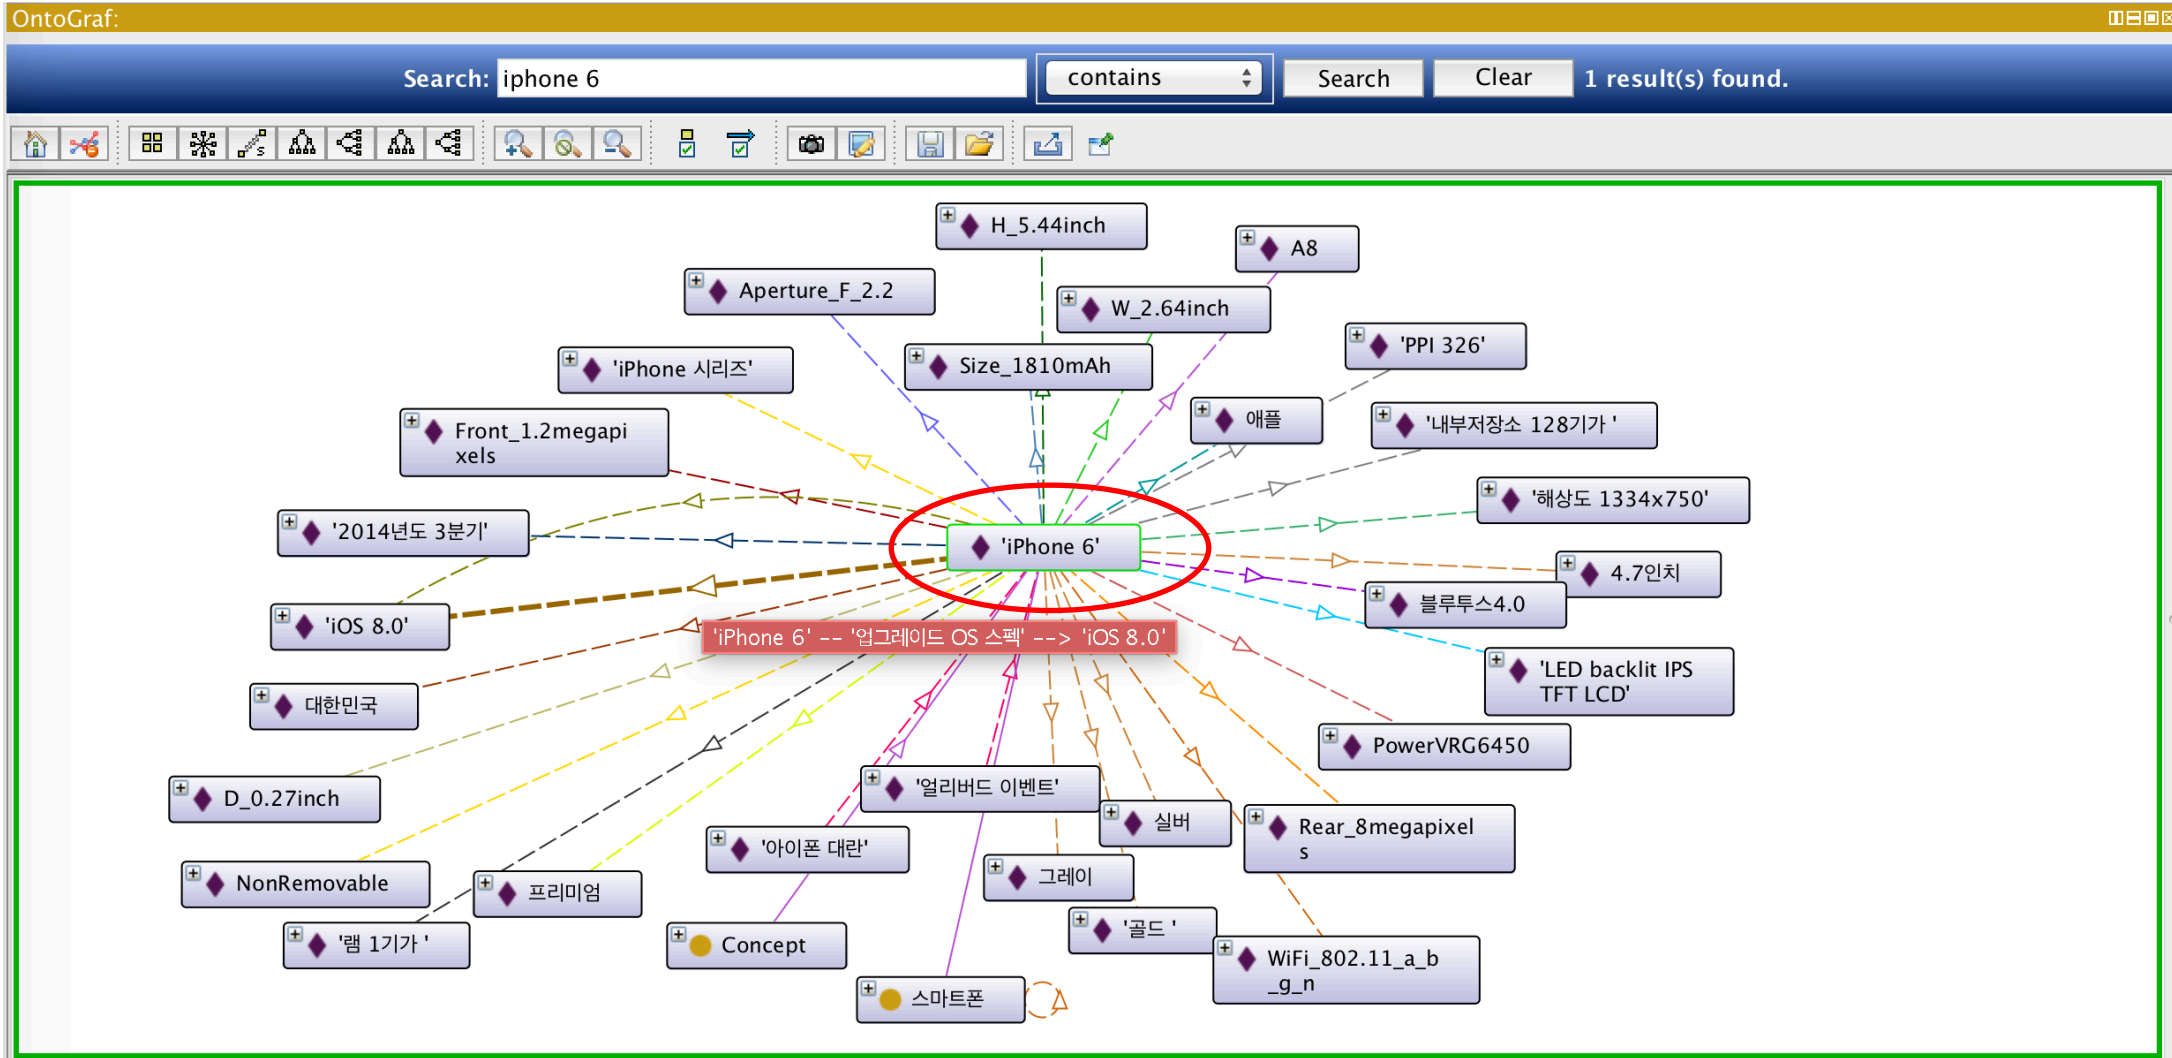 OntoGraf:
Search: iphone 6 contains Search Clear 1 result(s) found.
H_5.44inch
A8
Aperture_F_2.2
W_2.64inch
'PPI 326'
'iPhone 시리즈'
Size_1810mAh
애플
'내부저장소 128기가 '
Front_1.2megapi
xels
'해상도 1334x750'
'2014년도 3분기'
'iPhone 6'
4.7인치
블루투스4.0
'iOS 8.0'
'iPhone 6' -- '업그레이드 OS 스펙' --> 'iOS 8.0'
'LED backlit IPS
TFT LCD'
대한민국
PowerVRG6450
D_0.27inch
'얼리버드 이벤트'
실버
Rear_8megapixel
s
'아이폰 대란'
그레이
NonRemovable
프리미엄
'골드 '
'램 1기가 '
Concept
WiFi_802.11_a_b
_g_n
스마트폰